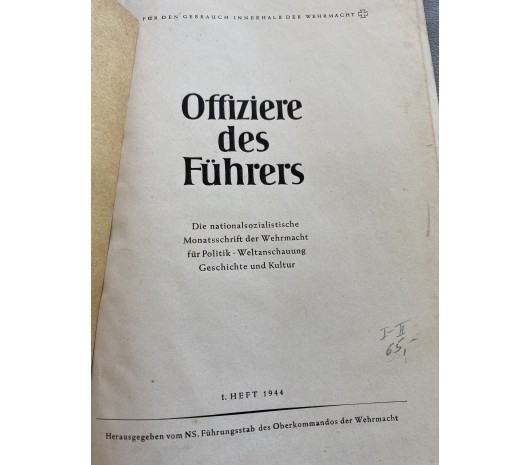 FÜR DEN GEBRAUCH INNERHALB DER WEHRMACHT
Offiziere
des
Führers
Die nationalsozialistische
Monatsschrift der Wehrmacht
für Politik · Weltanschauung
Geschichte und Kultur
I-II
65,-
1. HEFT 1944
Herausgegeben vom NS. Führungsstab des Oberkommandos der Wehrmacht